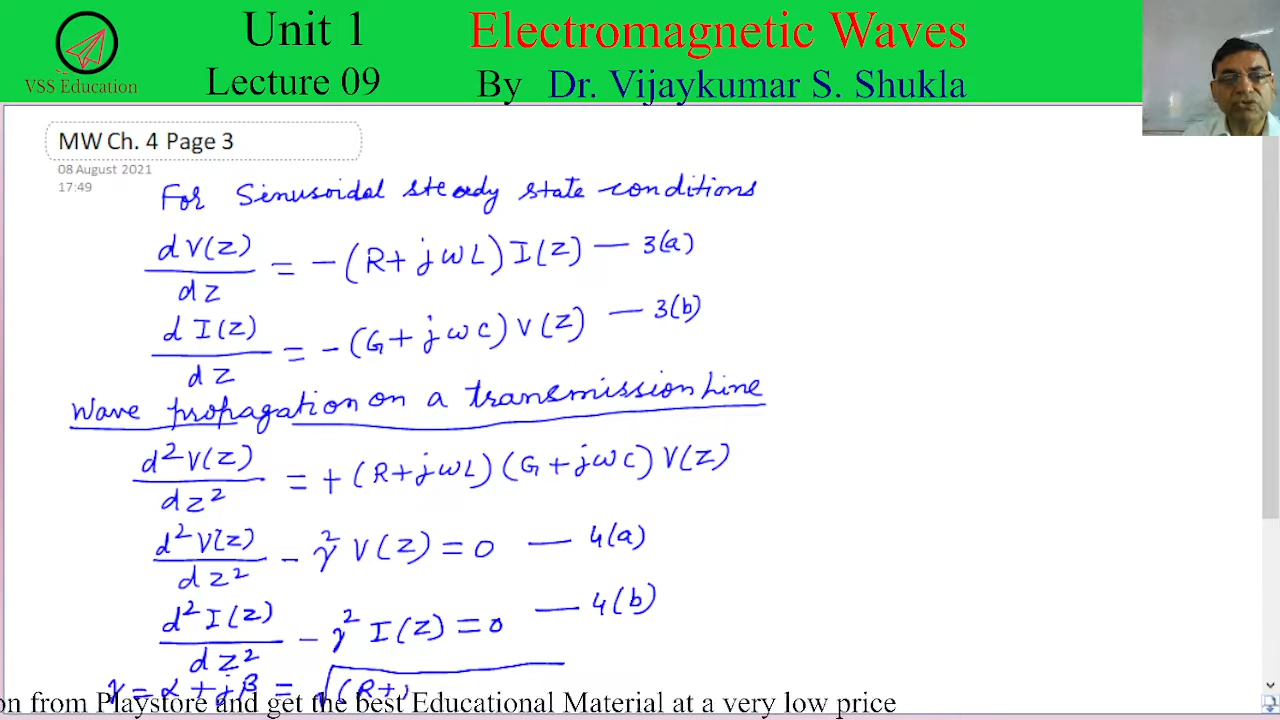 Unit 1
Electromagnetic Waves
VSS Education
Lecture 09
By Dr. Vijaykumar S. Shukla
MW Ch. 4 Page 3
08 August 2021
17:49
For Sinusoidal steady state conditions
dV(z)/dz = -(R+jωL) I(z) — 3(a)
dI(z)/dz = -(G+jωC) V(z) — 3(b)
Wave propagation on a transmission Line
d²V(z)/dz² = +(R+jωL)(G+jωC) V(z)
d²V(z)/dz² - γ² V(z) = 0 — 4(a)
d²I(z)/dz² - γ² I(z) = 0 — 4(b)
γ = α + jβ = √(R+
on from Playstore and get the best Educational Material at a very low price